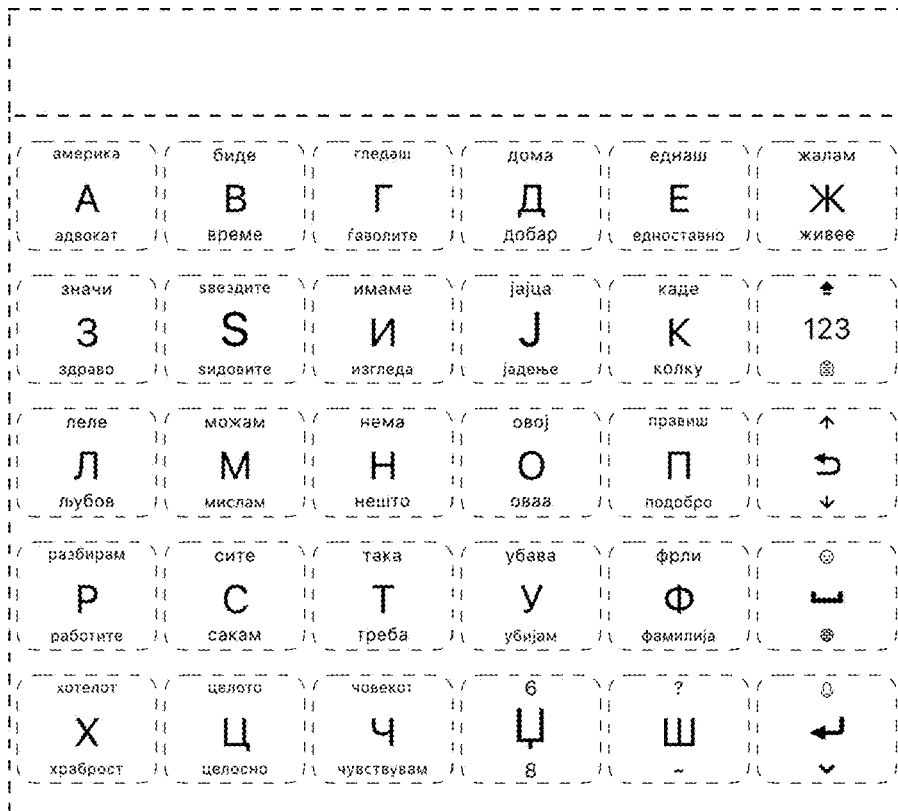 америка биде гледаш дома еднаш жалам
А В Г Д Е Ж
адвокат време ѓаволите добар едноставно живее
значи ѕвездите имаме јајца каде
З Ѕ И Ј К 123
здраво ѕидовите изгледа јадење колку
леле можам нема овој правиш
Л М Н О П
љубов мислам нешто оваа подобро
разбирам сите така убава фрли
Р С Т У Ф
работите сакам треба убијам фамилија
хотелот целото човекот 6 ?
Х Ц Ч Џ Ш
храброст целосно чувствувам 8 ~